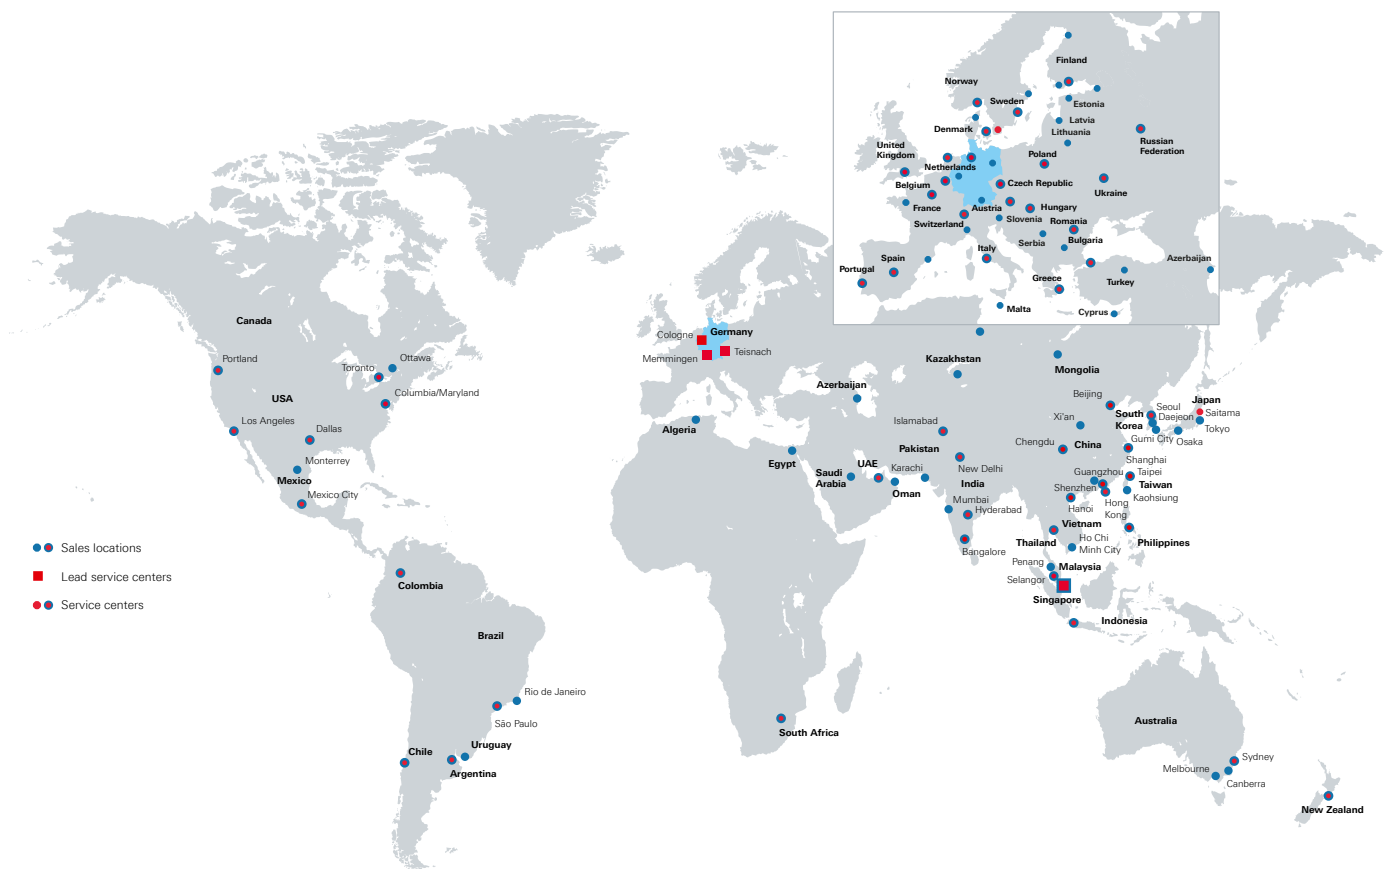 Canada
Portland
Ottawa
Toronto
Columbia/Maryland
USA
Los Angeles
Dallas
Monterrey
Mexico
Mexico City
Sales locations
Lead service centers
Service centers
Colombia
Brazil
Rio de Janeiro
São Paulo
Chile
Uruguay
Argentina
Finland
Norway
Sweden
Estonia
Latvia
Denmark
Lithuania
Russian
Federation
United
Kingdom
Poland
Netherlands
Belgium
Czech Republic
Ukraine
France
Austria
Hungary
Slovenia
Romania
Switzerland
Serbia
Bulgaria
Italy
Spain
Azerbaijan
Portugal
Greece
Turkey
Malta
Cyprus
Germany
Cologne
Memmingen
Teisnach
Kazakhstan
Mongolia
Azerbaijan
Algeria
Egypt
Saudi
Arabia
UAE
Oman
Karachi
Islamabad
Pakistan
New Delhi
India
Mumbai
Hyderabad
Bangalore
Beijing
Xi'an
Chengdu
China
South
Korea
Seoul
Daejeon
Gumi City
Japan
Saitama
Tokyo
Osaka
Shanghai
Guangzhou
Taipei
Taiwan
Shenzhen
Kaohsiung
Hong
Kong
Hanoi
Vietnam
Thailand
Ho Chi
Minh City
Philippines
Penang
Malaysia
Selangor
Singapore
Indonesia
South Africa
Australia
Sydney
Melbourne
Canberra
New Zealand